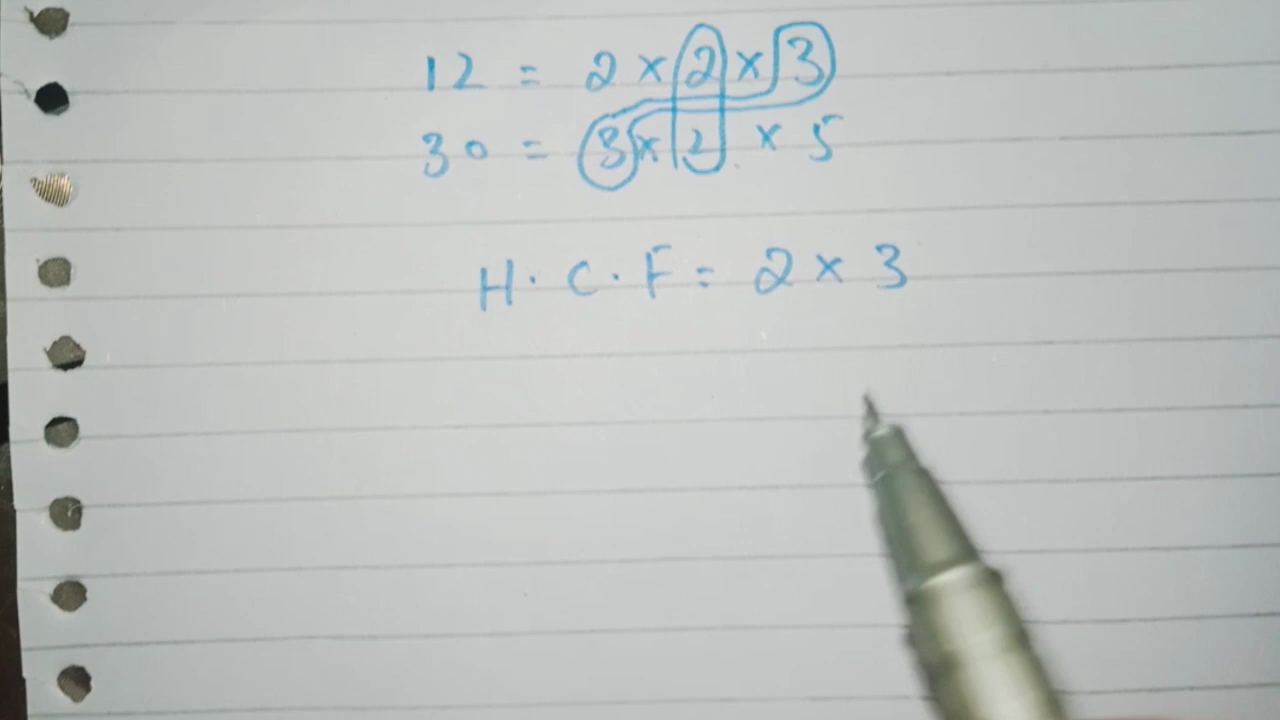 12 = 2 × 2 × 3
30 = 3 × 2 × 5
H.C.F = 2 × 3